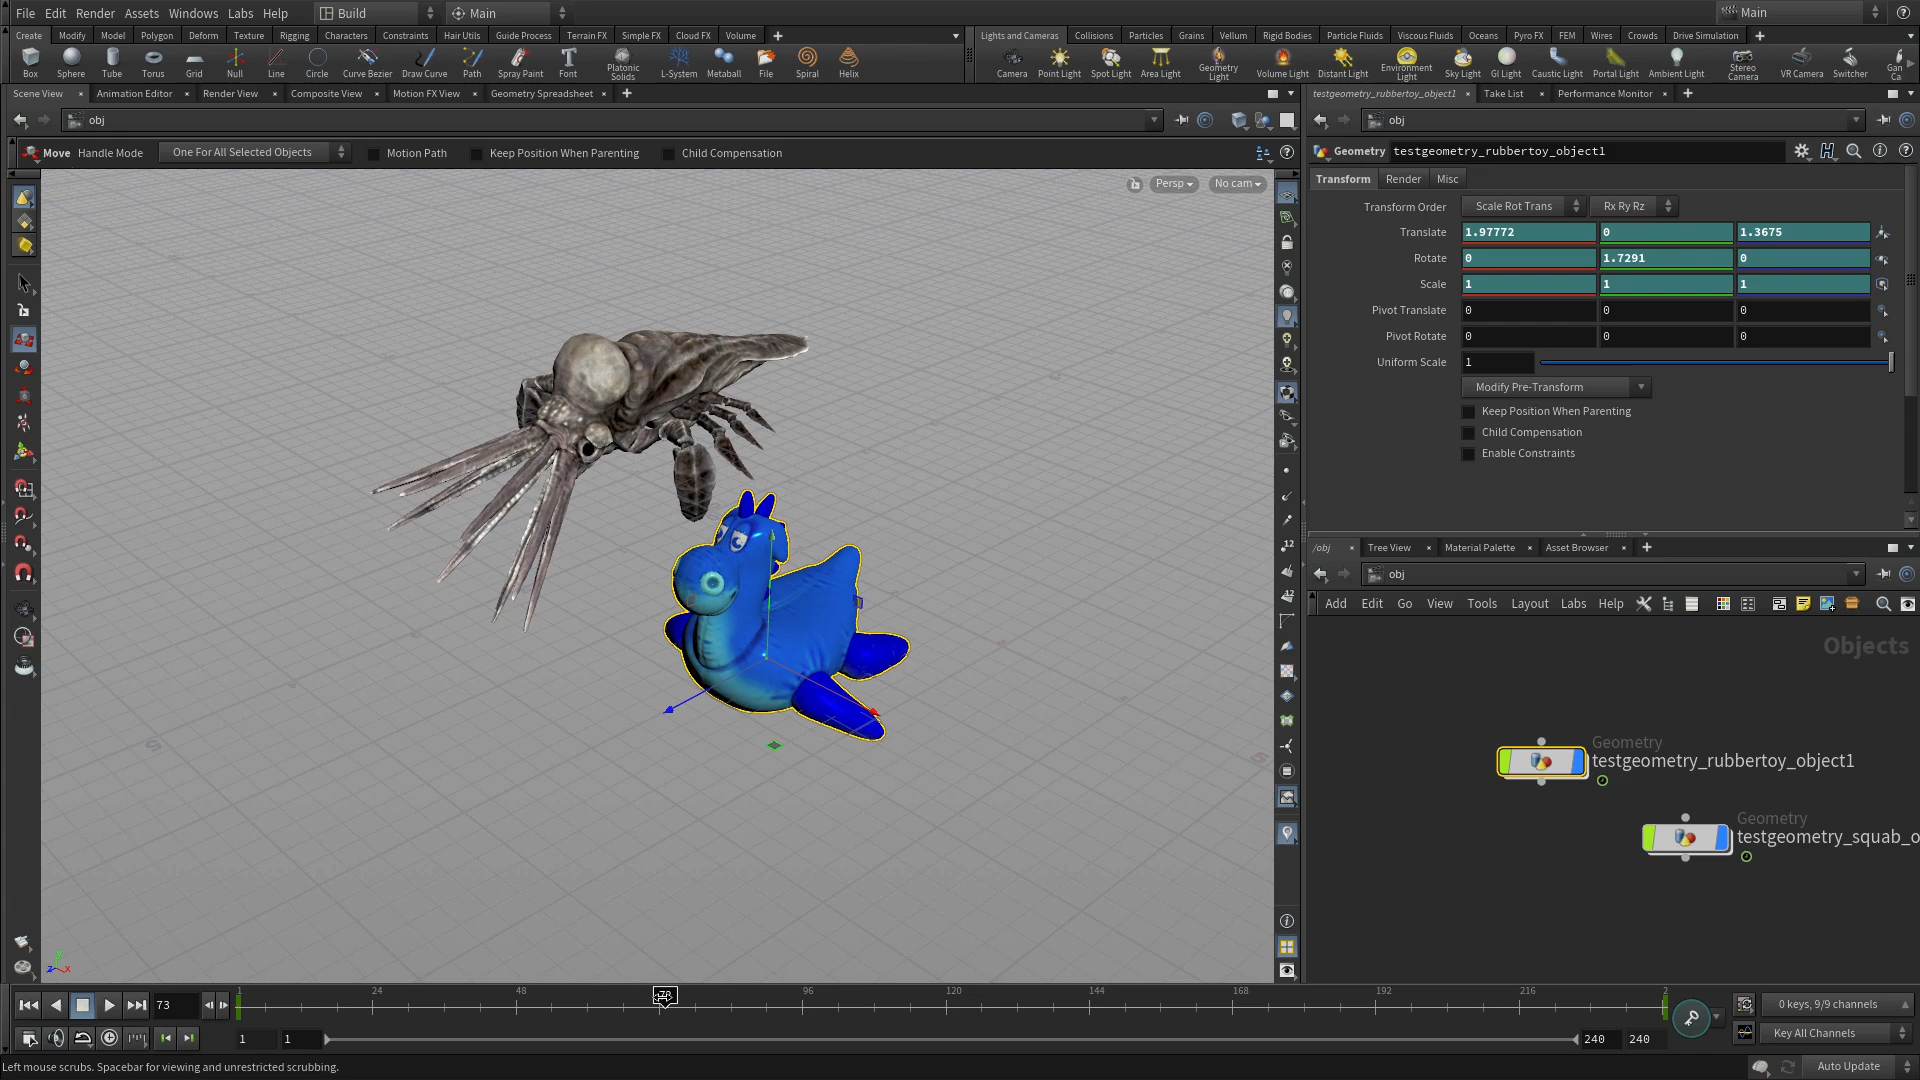 File Edit Render Assets Windows Labs Help Build Main Main
Create Modify Model Polygon Deform Texture Rigging Characters Constraints Hair Utils Guide Process Terrain FX Simple FX Cloud FX Volume
Lights and Cameras Collisions Particles Grains Vellum Rigid Bodies Particle Fluids Viscous Fluids Oceans Pyro FX FEM Wires Crowds Drive Simulation
Box Sphere Tube Torus Grid Null Line Circle Curve Bezier Draw Curve Path Spray Paint Font Platonic Solids L-System Metaball File Spiral Helix
Camera Point Light Spot Light Area Light Geometry Light Volume Light Distant Light Environment Light Sky Light GI Light Caustic Light Portal Light Ambient Light Stereo Camera VR Camera Switcher Gan Ca
Scene View Animation Editor Render View Composite View Motion FX View Geometry Spreadsheet
testgeometry_rubbertoy_object1 Take List Performance Monitor
obj
obj
Move Handle Mode One For All Selected Objects Motion Path Keep Position When Parenting Child Compensation
Geometry testgeometry_rubbertoy_object1
Persp No cam
Transform Render Misc
Transform Order Scale Rot Trans Rx Ry Rz
Translate 1.97772 0 1.3675
Rotate 0 1.7291 0
Scale 1 1 1
Pivot Translate 0 0 0
Pivot Rotate 0 0 0
Uniform Scale 1
Modify Pre-Transform
Keep Position When Parenting
Child Compensation
Enable Constraints
/obj Tree View Material Palette Asset Browser
obj
Add Edit Go View Tools Layout Labs Help
Objects
Geometry
testgeometry_rubbertoy_object1
Geometry
testgeometry_squab_o
12
12
5
5
y
z x
73
1 24 48 73 96 120 144 168 192 216 2
0 keys, 9/9 channels
1 1 240 240
Key All Channels
Left mouse scrubs. Spacebar for viewing and unrestricted scrubbing.
Auto Update